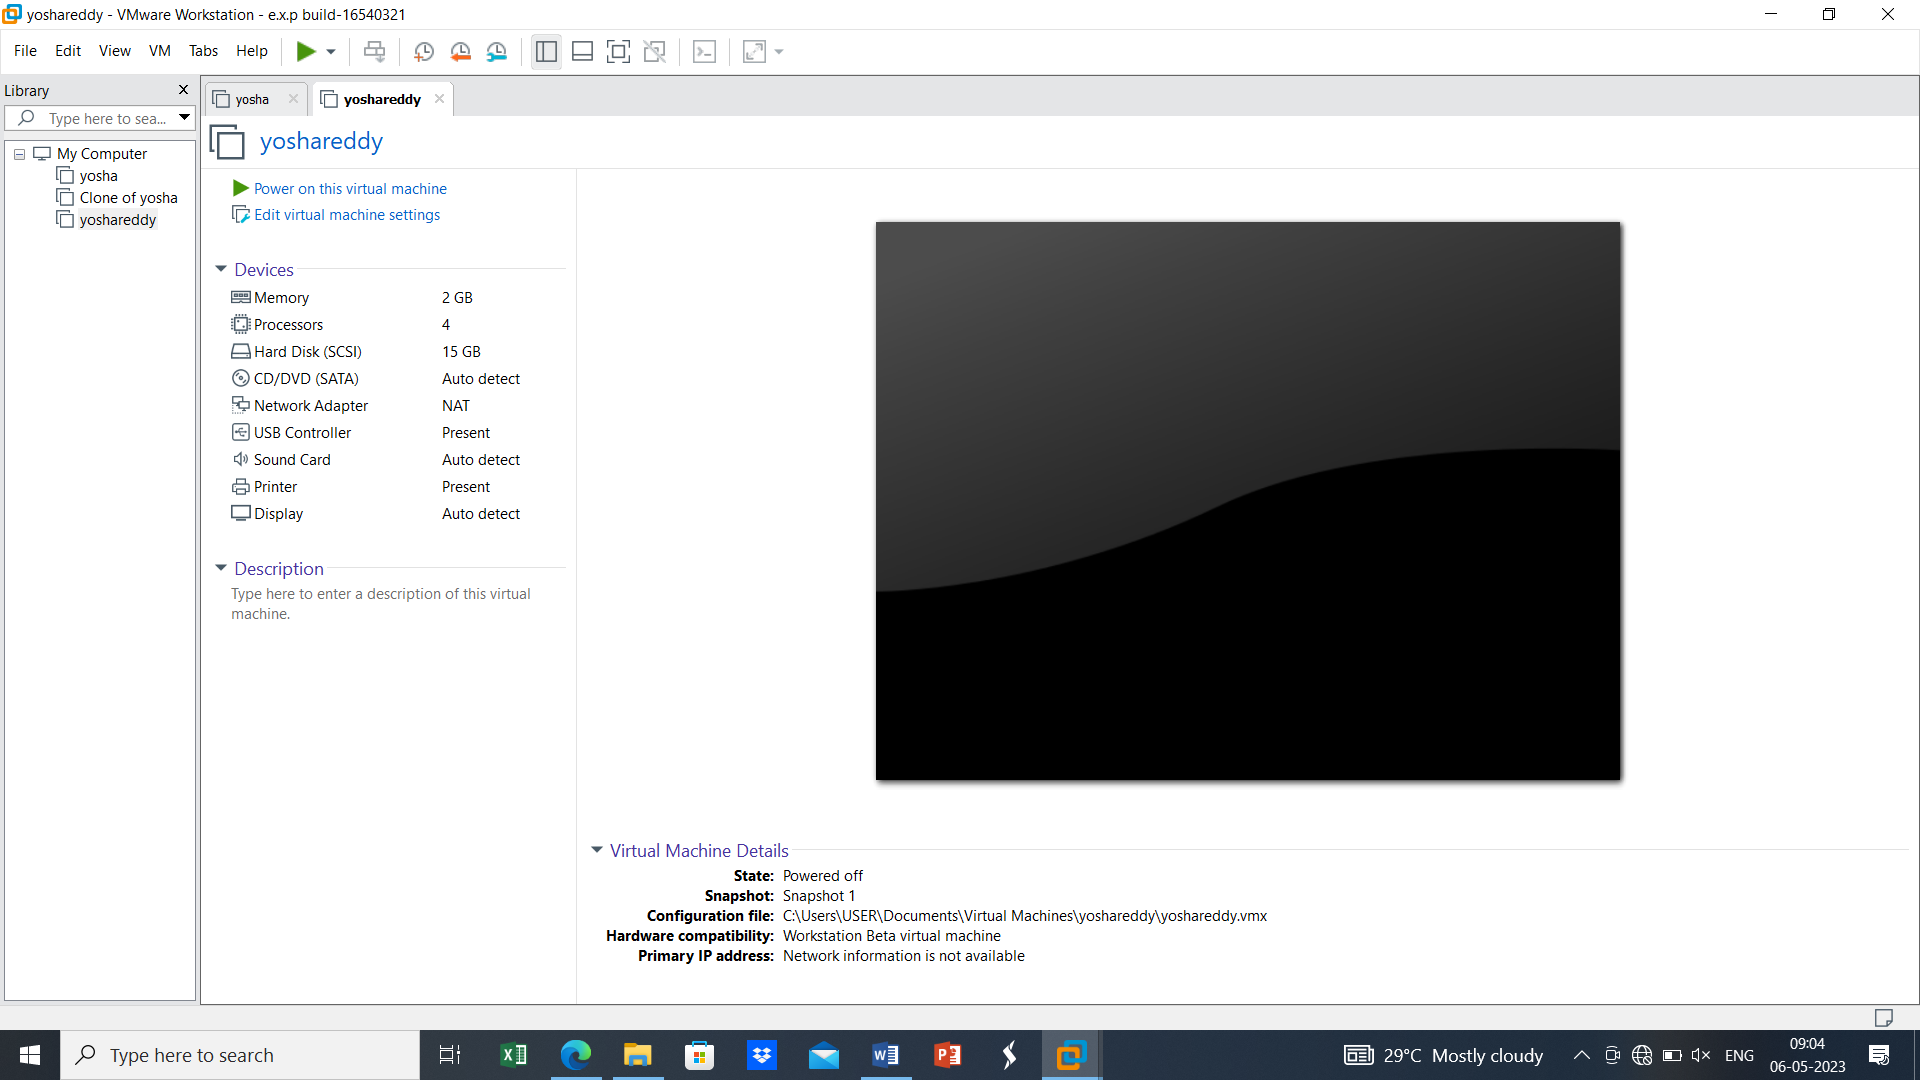 yoshareddy - VMware Workstation - e.x.p build-16540321
File Edit View VM Tabs Help
Library
Type here to sea...
My Computer
yosha
Clone of yosha
yoshareddy
yosha
yoshareddy
yoshareddy
Power on this virtual machine
Edit virtual machine settings
Devices
Memory 2 GB
Processors 4
Hard Disk (SCSI) 15 GB
CD/DVD (SATA) Auto detect
Network Adapter NAT
USB Controller Present
Sound Card Auto detect
Printer Present
Display Auto detect
Description
Type here to enter a description of this virtual
machine.
Virtual Machine Details
State: Powered off
Snapshot: Snapshot 1
Configuration file: C:\Users\USER\Documents\Virtual Machines\yoshareddy\yoshareddy.vmx
Hardware compatibility: Workstation Beta virtual machine
Primary IP address: Network information is not available
Type here to search
29°C Mostly cloudy
ENG
09:04
06-05-2023